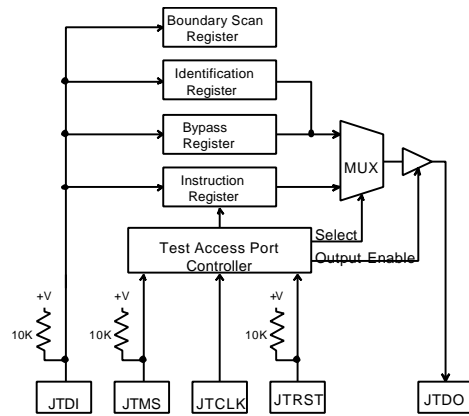 Boundary Scan
Register
Identification
Register
Bypass
Register
MUX
Instruction
Register
Select
Test Access Port
Controller
Output Enable
+V
10K
+V
10K
+V
10K
JTDI
JTMS
JTCLK
JTRST
JTDO